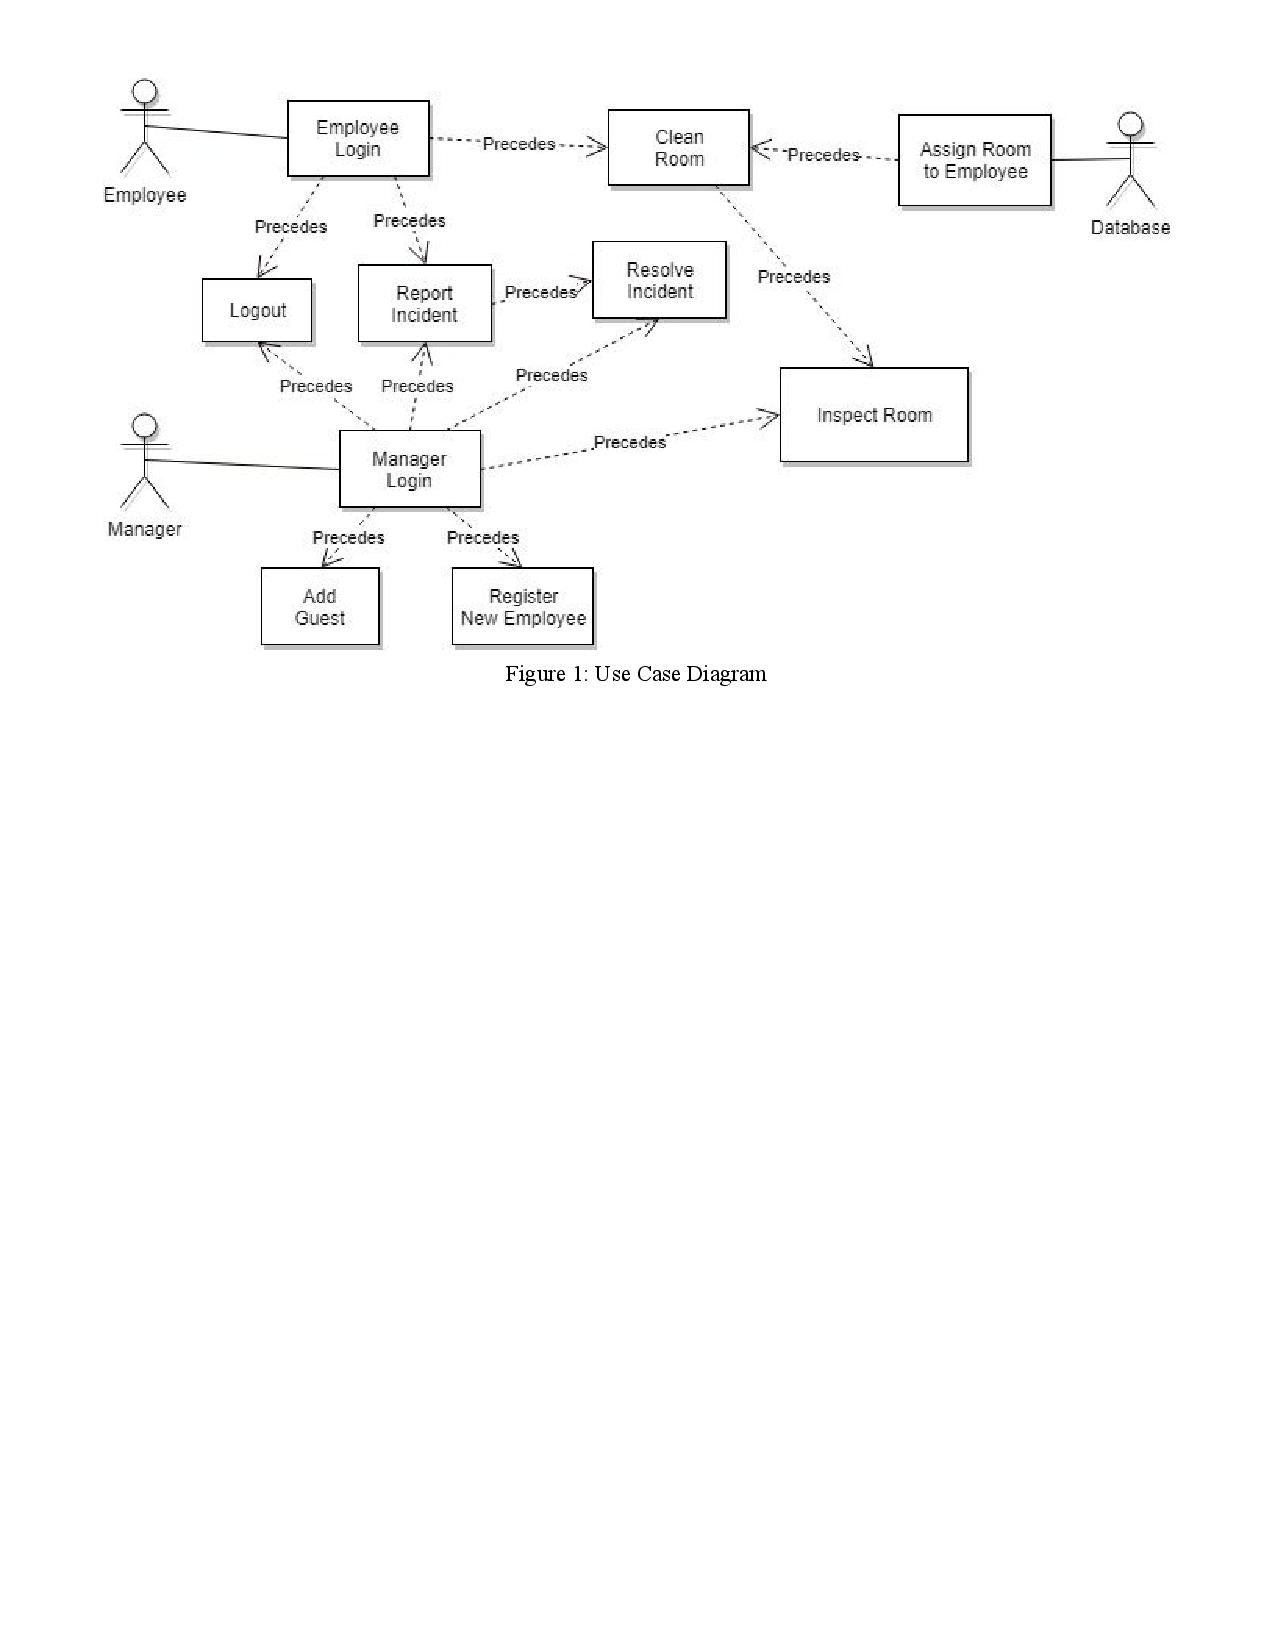 Employee
Login
Precedes
Clean
Room
Precedes
Assign Room
to Employee
Employee
Database
Precedes
Precedes
Logout
Report
Incident
Precedes
Resolve
Incident
Precedes
Precedes
Precedes
Precedes
Inspect Room
Precedes
Manager
Login
Manager
Precedes
Precedes
Add
Guest
Register
New Employee
Figure 1: Use Case Diagram